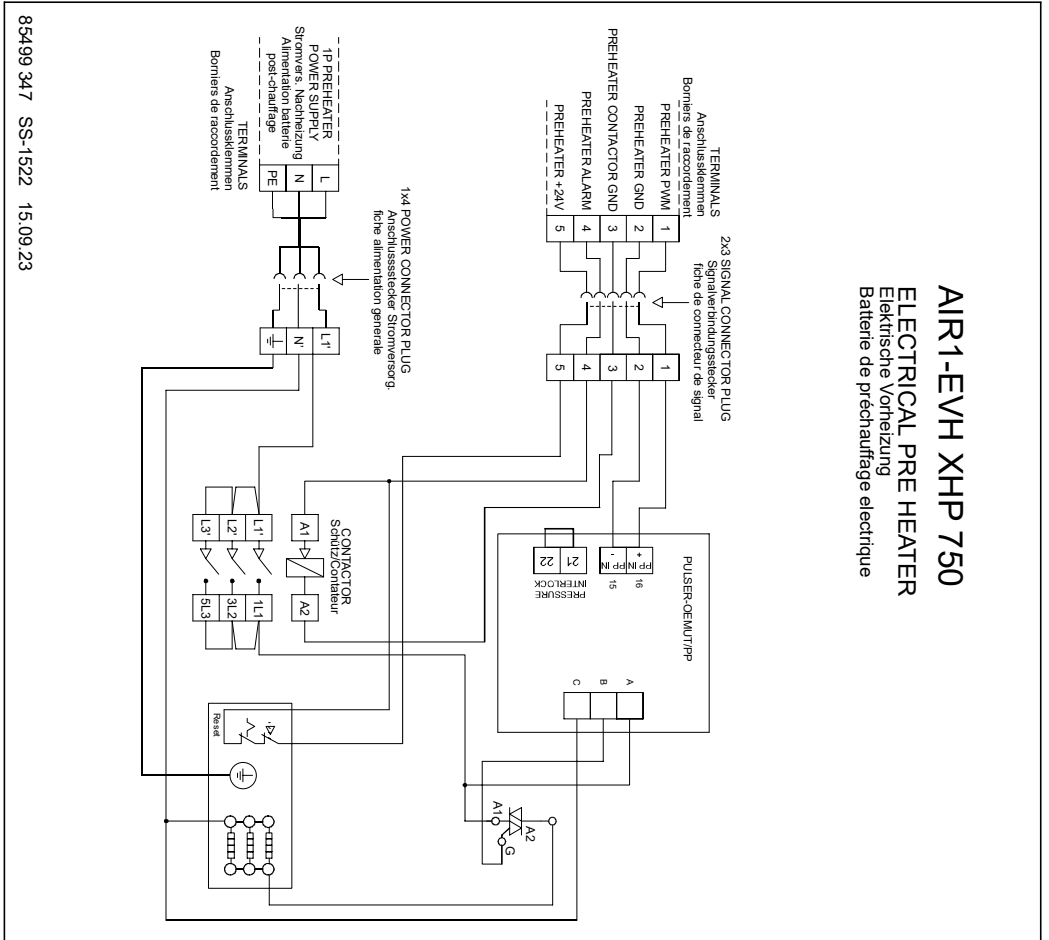 AIR1-EVH XHP 750
ELECTRICAL PRE HEATER
Elektrische Vorheizung
Batterie de préchauffage electrique
TERMINALS
Anschlussklemmen
Borniers de raccordement
PREHEATER PWM
PREHEATER GND
PREHEATER CONTACTOR GND
PREHEATER ALARM
PREHEATER +24V
1
2
3
4
5
2x3 SIGNAL CONNECTOR PLUG
Signalverbindungsstecker
fiche de connecteur de signal
1
2
3
4
5
PULSER-OEMUT/PP
+
PP IN
16
-
PP IN
15
21
22
PRESSURE
INTERLOCK
A
B
C
A1
A2
G
1P PREHEATER
POWER SUPPLY
Stromvers. Nachheizung
Alimentation batterie
post-chauffage
L
N
PE
TERMINALS
Anschlussklemmen
Borniers de raccordement
1x4 POWER CONNECTOR PLUG
Anschlusssstecker Stromversorg.
fiche alimentation generale
L1'
N'
CONTACTOR
Schütz/Contateur
A1
A2
L1'
L2'
L3'
1L1
3L2
5L3
Reset
85499 347 SS-1522 15.09.23